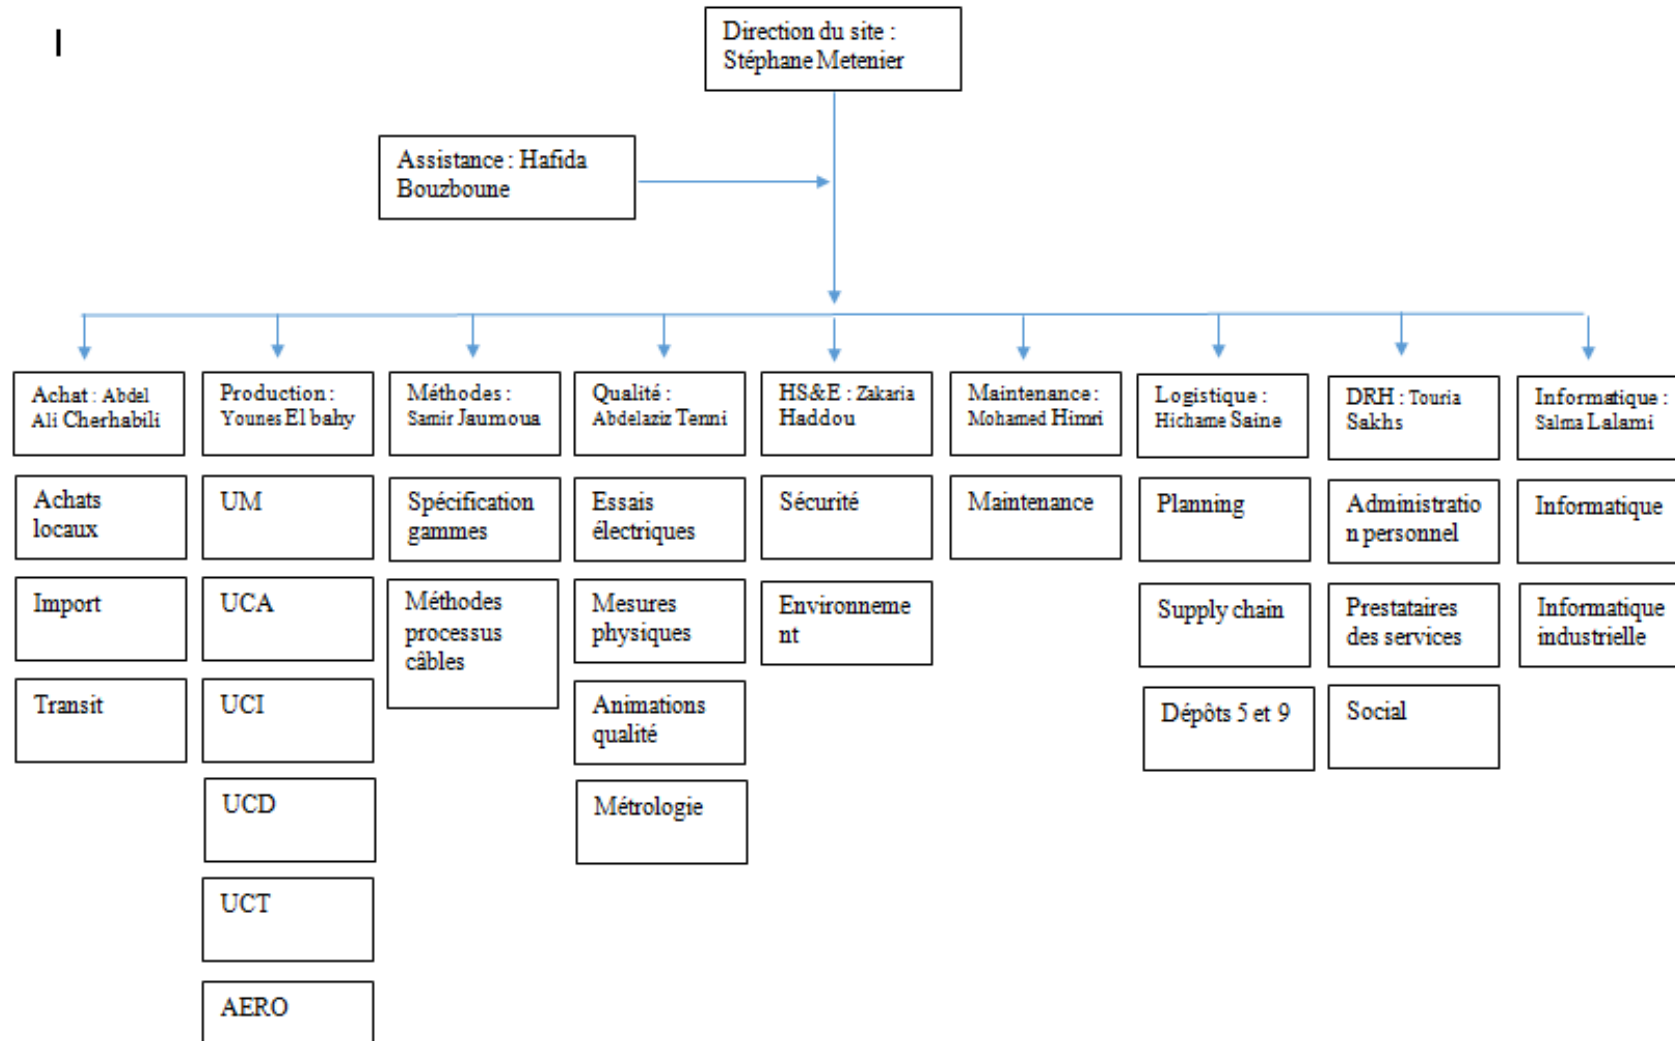 Direction du site :
Stéphane Metenier
Assistance : Hafida
Bouzboune
Achat : Abdel
Ali Cherhabili
Production :
Younes El bahy
Méthodes :
Samir Jaumoua
Qualité :
Abdelaziz Tenni
HS&E : Zakaria
Haddou
Maintenance :
Mohamed Himri
Logistique :
Hichame Saine
DRH : Touria
Sakhs
Informatique :
Salma Lalami
Achats
locaux
UM
Spécification
gammes
Essais
électriques
Sécurité
Maintenance
Planning
Administratio
n personnel
Informatique
Import
UCA
Méthodes
processus
câbles
Mesures
physiques
Environneme
nt
Supply chain
Prestataires
des services
Informatique
industrielle
Transit
UCI
Animations
qualité
Dépôts 5 et 9
Social
UCD
Métrologie
UCT
AERO